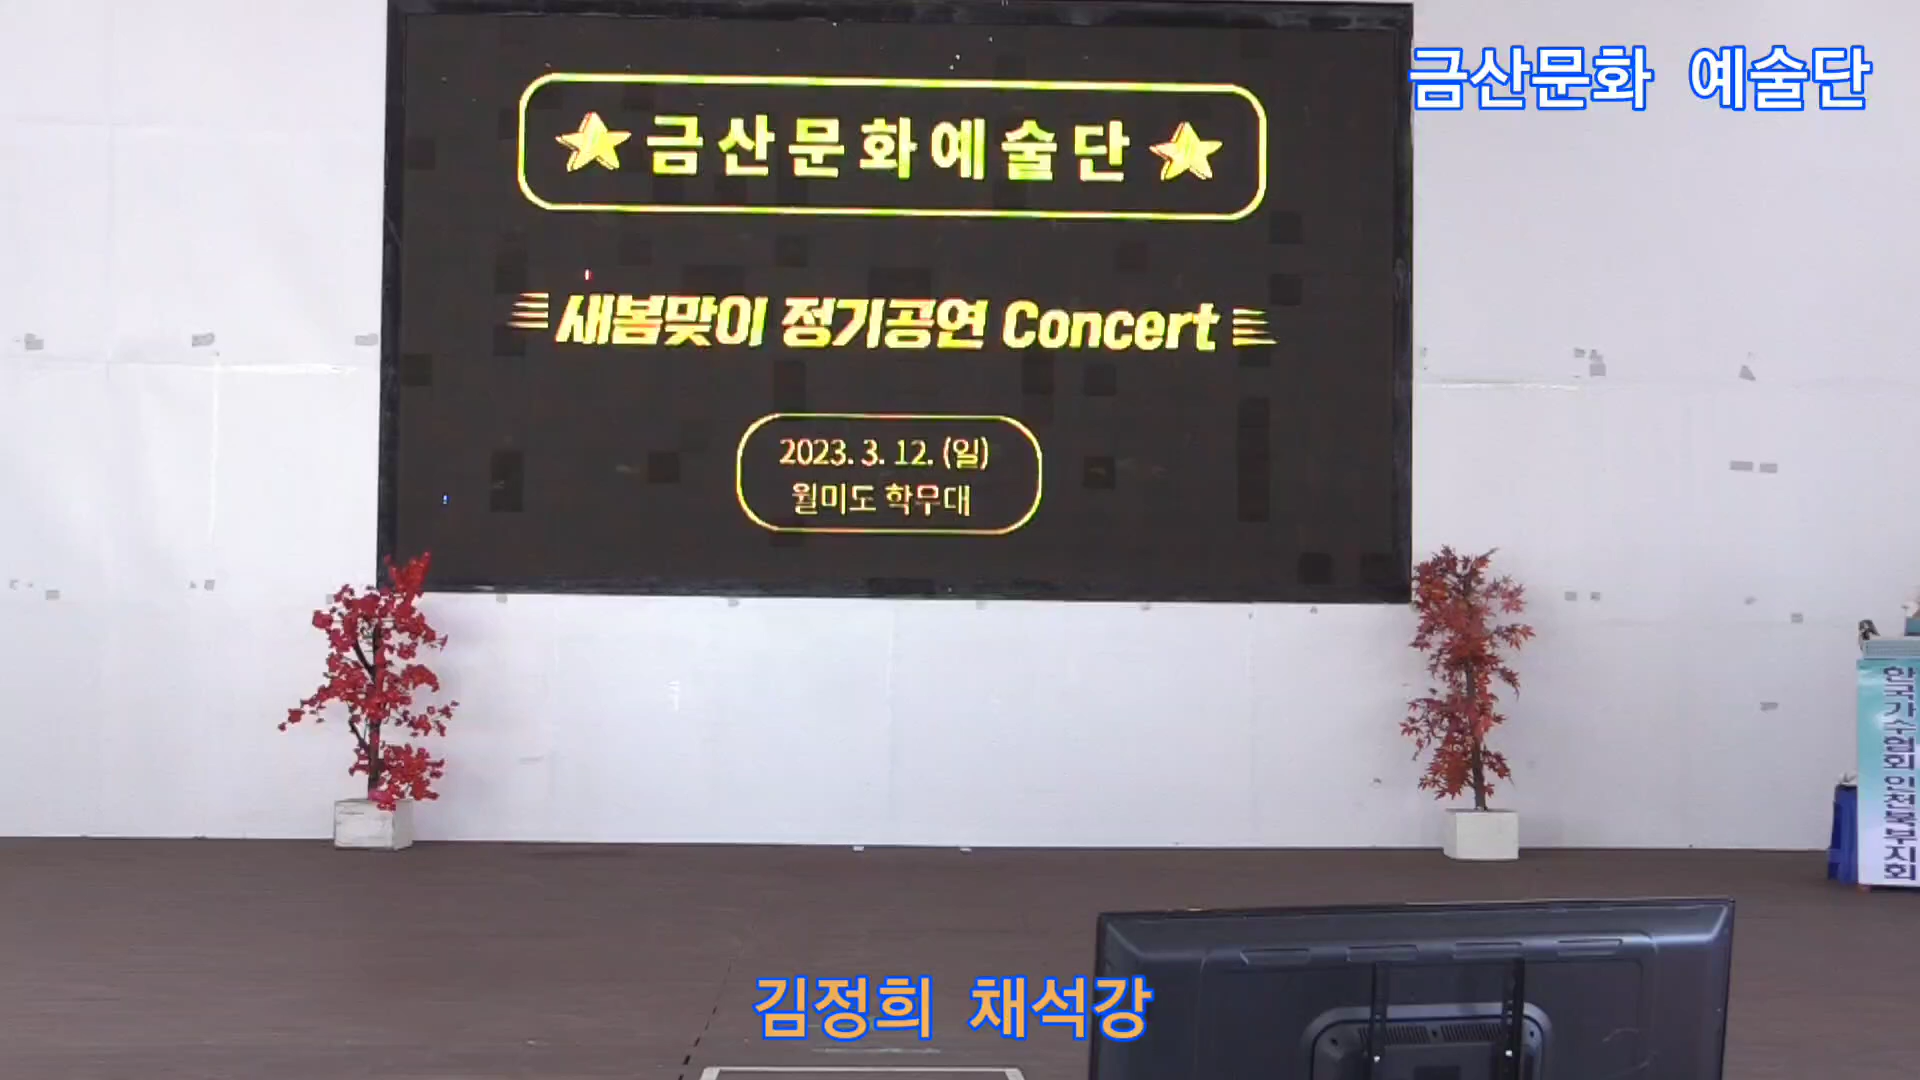 금산문화 예술단
금산문화예술단
새봄맞이 정기공연 Concert
2023. 3. 12. (일)
월미도 학무대
한국가수협회 인천북부지회
김정희 채석강